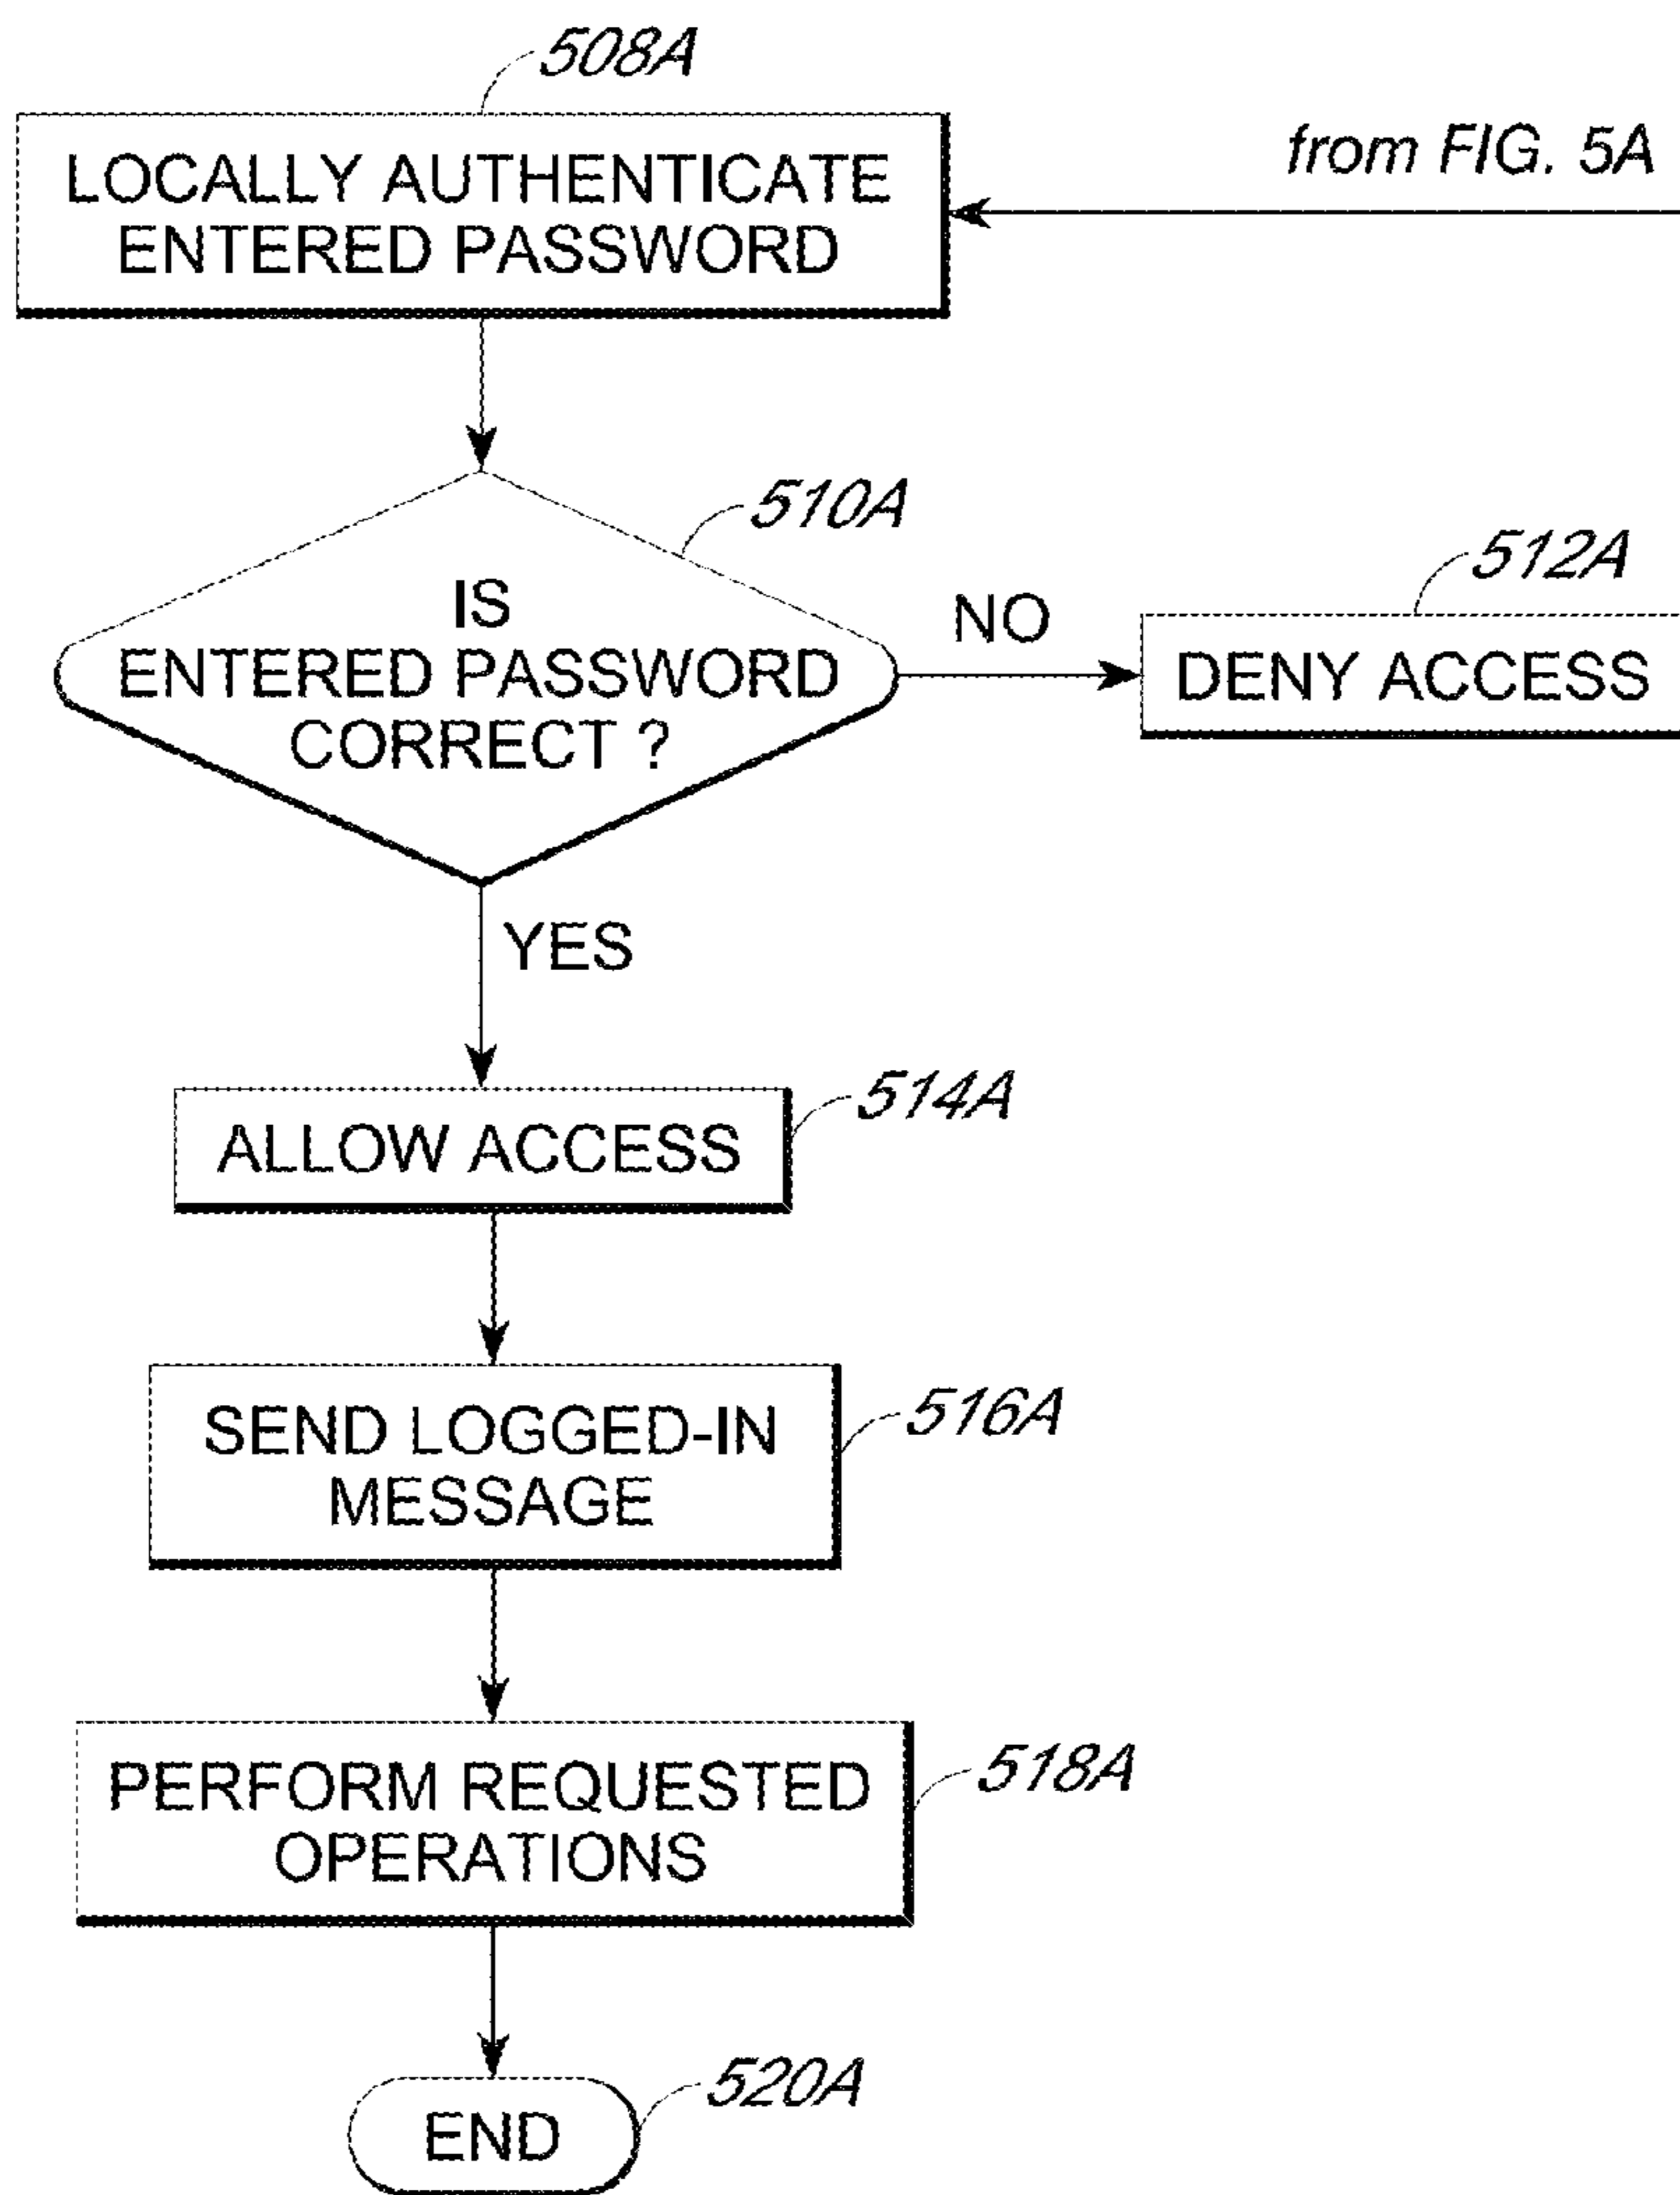 508A
LOCALLY AUTHENTICATE
ENTERED PASSWORD
from FIG. 5A
510A
IS
ENTERED PASSWORD
CORRECT ?
NO
512A
DENY ACCESS
YES
514A
ALLOW ACCESS
516A
SEND LOGGED-IN
MESSAGE
518A
PERFORM REQUESTED
OPERATIONS
520A
END